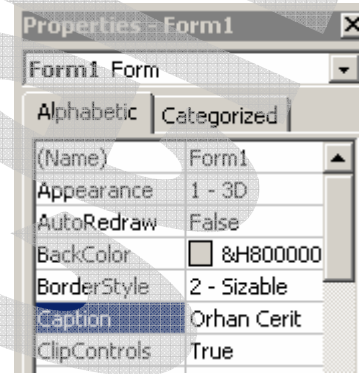 Properties - Form1
Form1 Form
Alphabetic Categorized
(Name) Form1
Appearance 1 - 3D
AutoRedraw False
BackColor &H800000
BorderStyle 2 - Sizable
Caption Orhan Cerit
ClipControls True